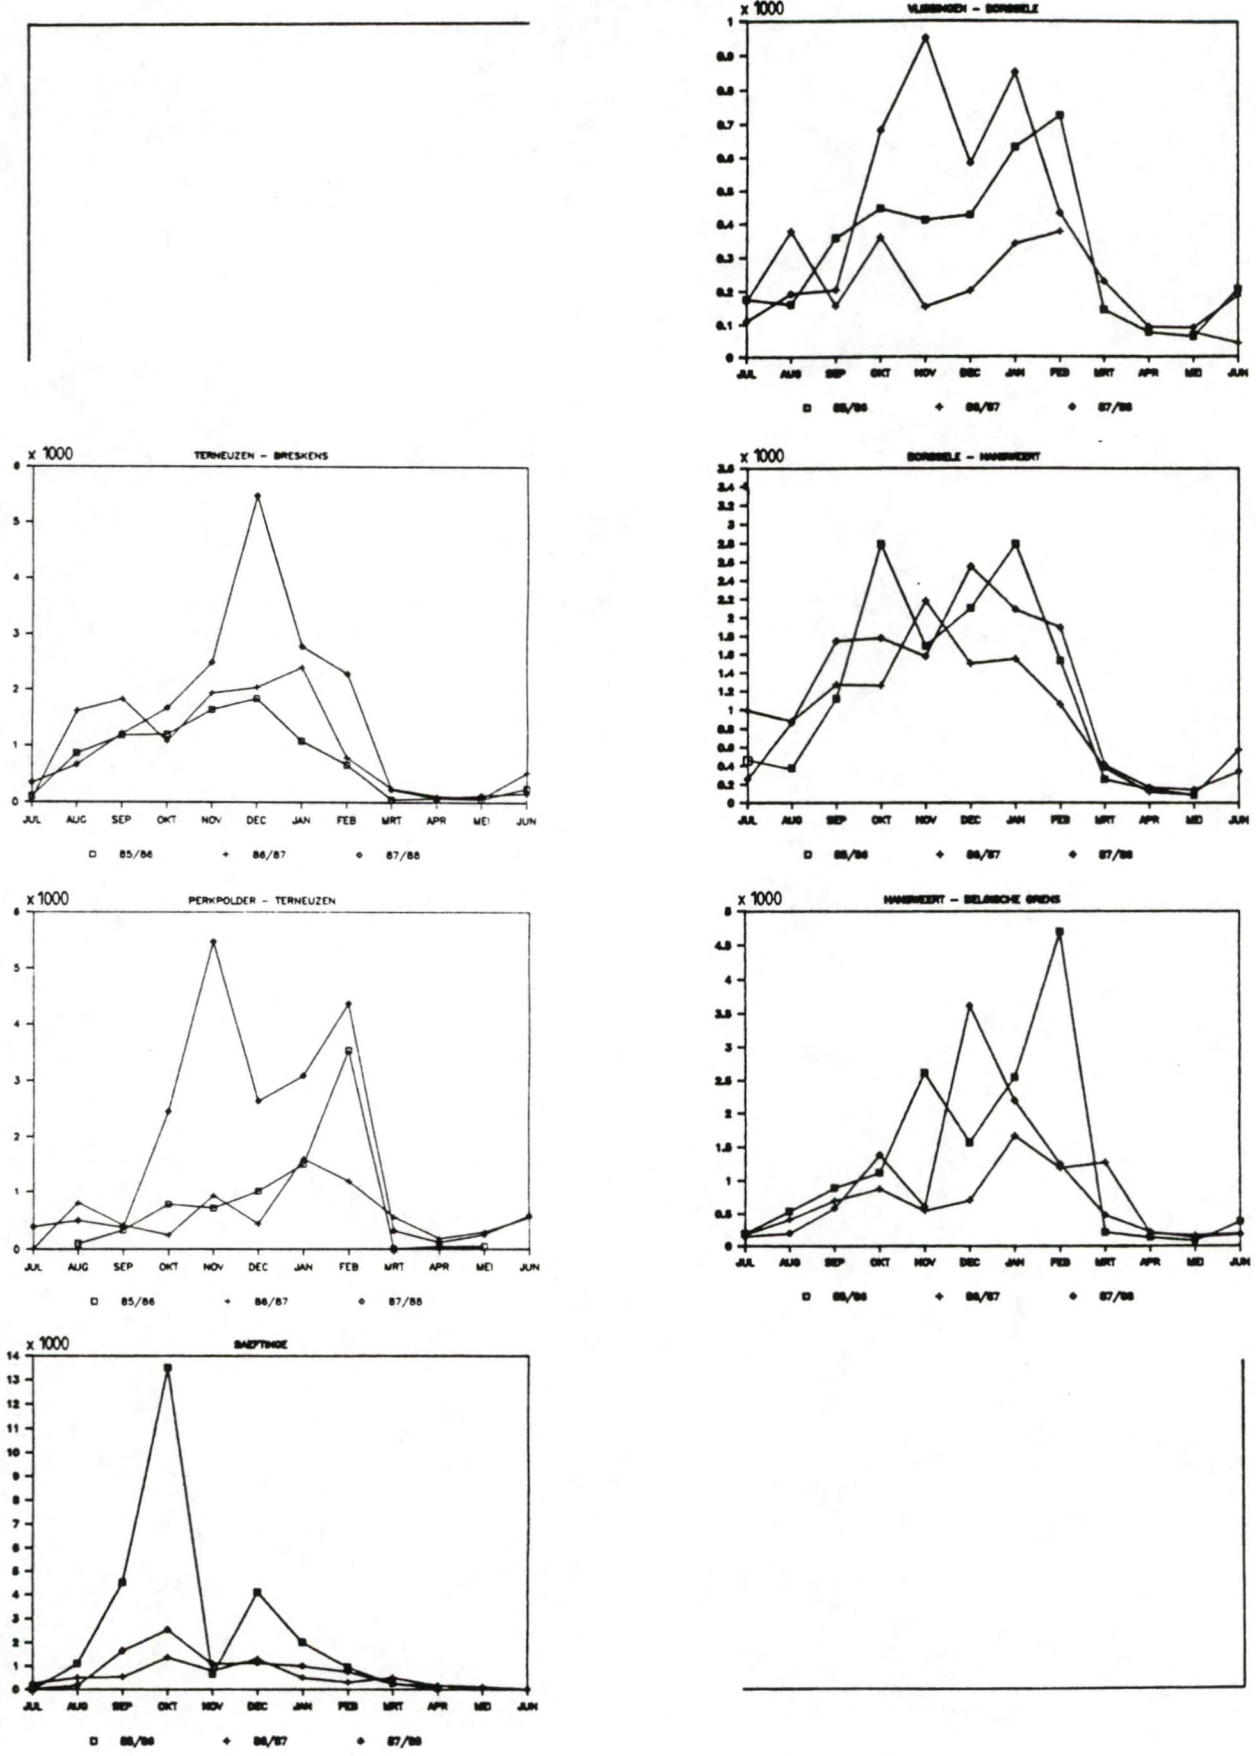 x 1000
VLISSINGEN - BORSSELE
1
0.9
0.8
0.7
0.6
0.5
0.4
0.3
0.2
0.1
0
JUL AUG SEP OKT NOV DEC JAN FEB MRT APR MEI JUN
85/86 86/87 87/88
x 1000
TERNEUZEN - BRESKENS
6
5
4
3
2
1
0
JUL AUG SEP OKT NOV DEC JAN FEB MRT APR MEI JUN
85/86 86/87 87/88
x 1000
BORSSELE - HANSWEERT
3.6
3.4
3.2
3
2.8
2.6
2.4
2.2
2
1.8
1.6
1.4
1.2
1
0.8
0.6
0.4
0.2
0
JUL AUG SEP OKT NOV DEC JAN FEB MRT APR MEI JUN
85/86 86/87 87/88
x 1000
PERKPOLDER - TERNEUZEN
6
5
4
3
2
1
0
JUL AUG SEP OKT NOV DEC JAN FEB MRT APR MEI JUN
85/86 86/87 87/88
x 1000
HANSWEERT - BELGISCHE GRENS
5
4.5
4
3.5
3
2.5
2
1.5
1
0.5
0
JUL AUG SEP OKT NOV DEC JAN FEB MRT APR MEI JUN
85/86 86/87 87/88
x 1000
SAEFTINGE
14
13
12
11
10
9
8
7
6
5
4
3
2
1
0
JUL AUG SEP OKT NOV DEC JAN FEB MRT APR MEI JUN
85/86 86/87 87/88